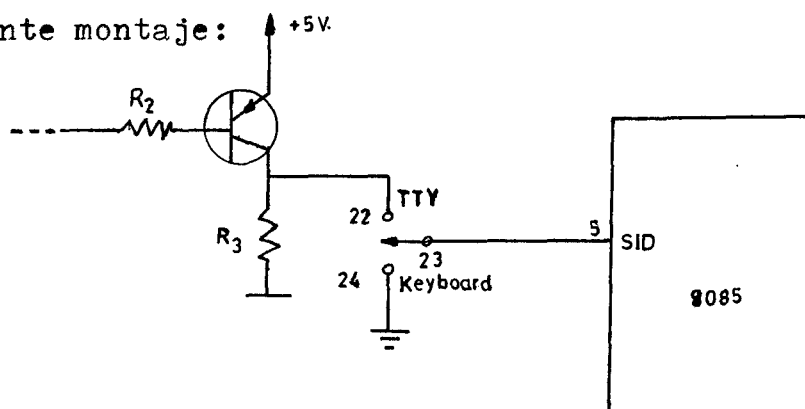 nte montaje:
+5V.
R2
TTY
22
R3
23
24
Keyboard
5
SID
8085